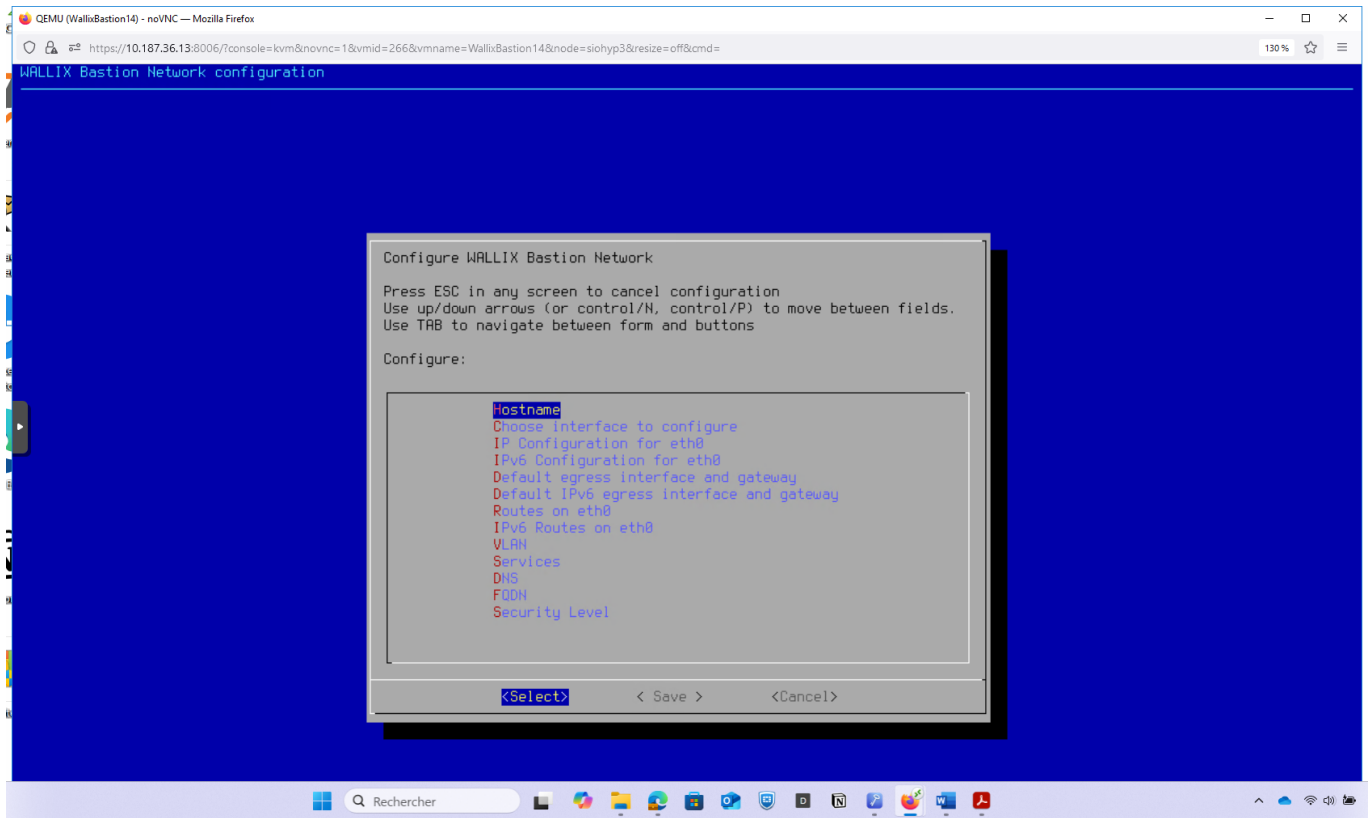 QEMU (WallixBastion14) - noVNC — Mozilla Firefox
https://10.187.36.13:8006/?console=kvm&novnc=1&vmid=266&vmname=WallixBastion14&node=siohyp3&resize=off&cmd=
130 %
WALLIX Bastion Network configuration
Configure WALLIX Bastion Network
Press ESC in any screen to cancel configuration
Use up/down arrows (or control/N, control/P) to move between fields.
Use TAB to navigate between form and buttons
Configure:
Hostname
Choose interface to configure
IP Configuration for eth0
IPv6 Configuration for eth0
Default egress interface and gateway
Default IPv6 egress interface and gateway
Routes on eth0
IPv6 Routes on eth0
VLAN
Services
DNS
FQDN
Security Level
<Select> < Save > <Cancel>
Rechercher